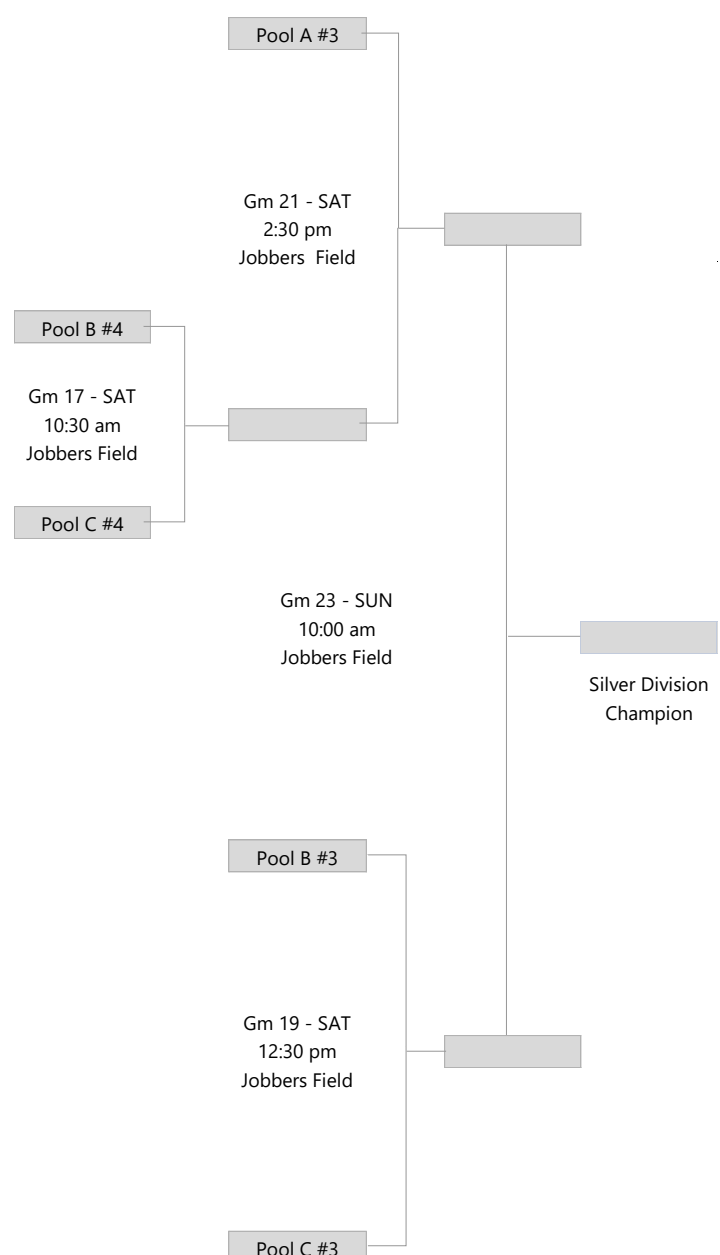 Pool A #3
Gm 21 - SAT
2:30 pm
Jobbers  Field
Pool B #4
Gm 17 - SAT
10:30 am
Jobbers Field
Pool C #4
Gm 23 - SUN
10:00 am
Jobbers Field
Silver Division
Champion
Pool B #3
Gm 19 - SAT
12:30 pm
Jobbers Field
Pool C #3